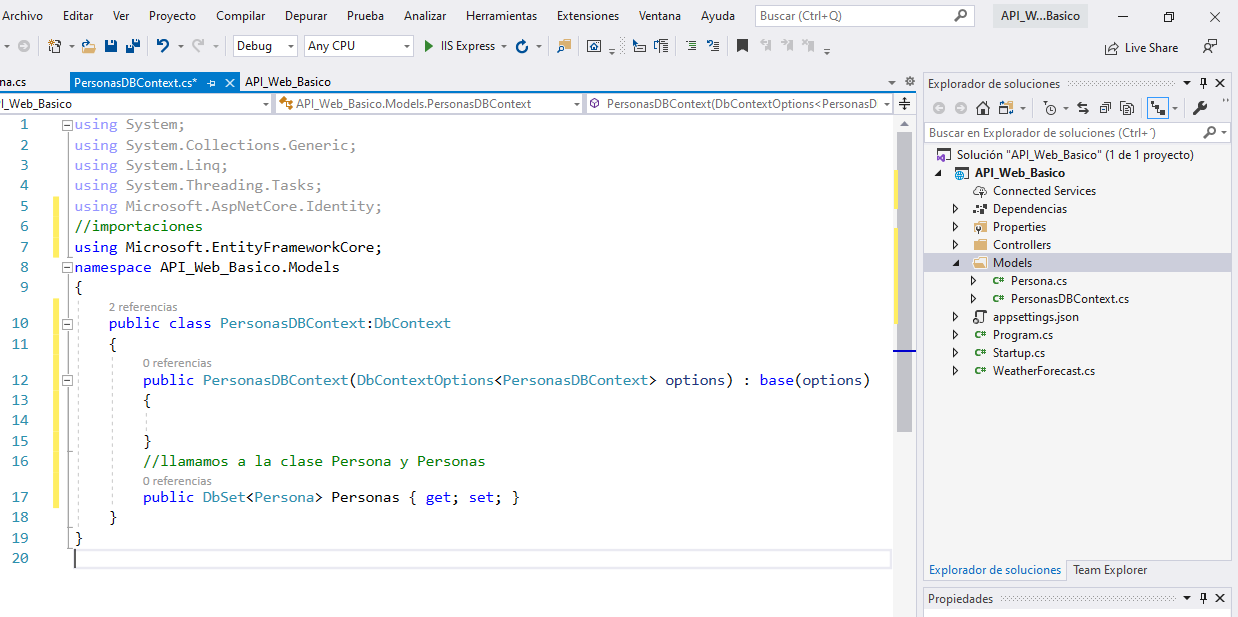 Archivo Editar Ver Proyecto Compilar Depurar Prueba Analizar Herramientas Extensiones Ventana Ayuda Buscar (Ctrl+Q) API_W...Basico
Debug Any CPU IIS Express Live Share
na.cs PersonasDBContext.cs* API_Web_Basico
I_Web_Basico API_Web_Basico.Models.PersonasDBContext PersonasDBContext(DbContextOptions<PersonasD
1 using System;
2 using System.Collections.Generic;
3 using System.Linq;
4 using System.Threading.Tasks;
5 using Microsoft.AspNetCore.Identity;
6 //importaciones
7 using Microsoft.EntityFrameworkCore;
8 namespace API_Web_Basico.Models
9 {
2 referencias
10 public class PersonasDBContext:DbContext
11 {
0 referencias
12 public PersonasDBContext(DbContextOptions<PersonasDBContext> options) : base(options)
13 {
14
15 }
16 //llamamos a la clase Persona y Personas
0 referencias
17 public DbSet<Persona> Personas { get; set; }
18 }
19 }
20
Explorador de soluciones
Buscar en Explorador de soluciones (Ctrl+´)
Solución "API_Web_Basico" (1 de 1 proyecto)
API_Web_Basico
Connected Services
Dependencias
Properties
Controllers
Models
C# Persona.cs
C# PersonasDBContext.cs
appsettings.json
C# Program.cs
C# Startup.cs
C# WeatherForecast.cs
Explorador de soluciones Team Explorer
Propiedades